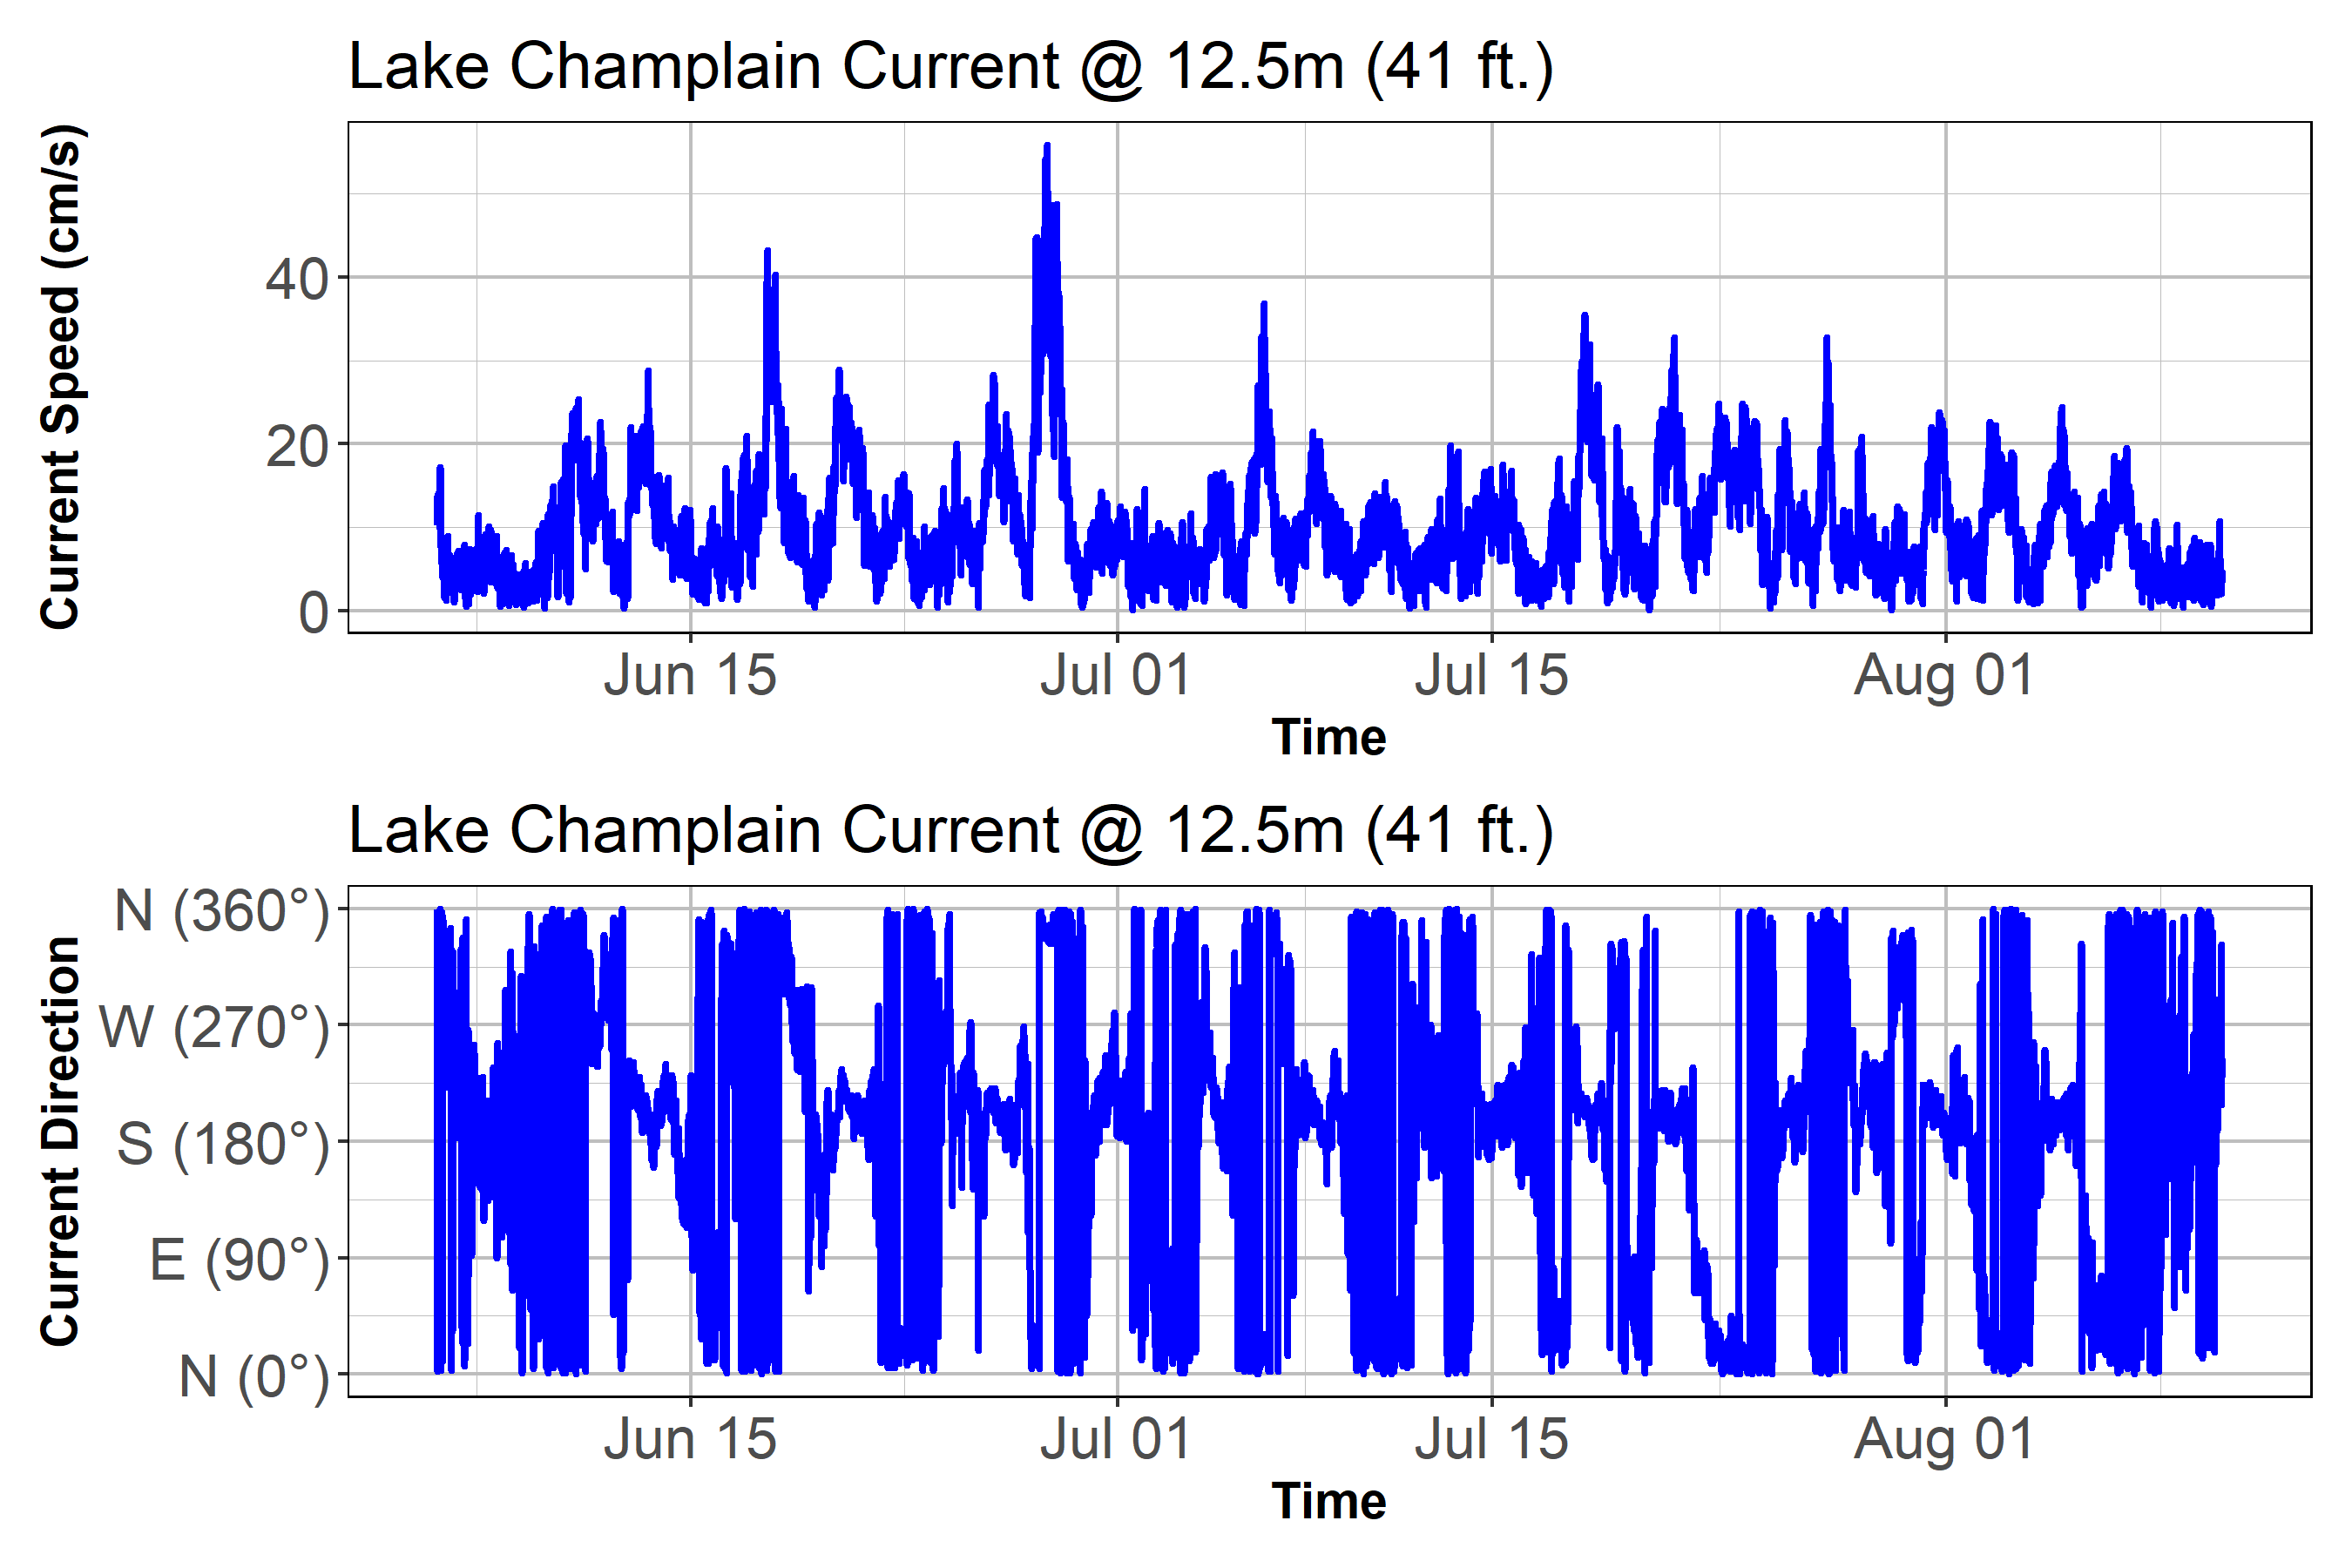 Lake Champlain Current @ 12.5m (41 ft.)
Current Speed (cm/s)
40
20
0
Jun 15 Jul 01 Jul 15 Aug 01
Time
Lake Champlain Current @ 12.5m (41 ft.)
Current Direction
N (360°)
W (270°)
S (180°)
E (90°)
N (0°)
Jun 15 Jul 01 Jul 15 Aug 01
Time